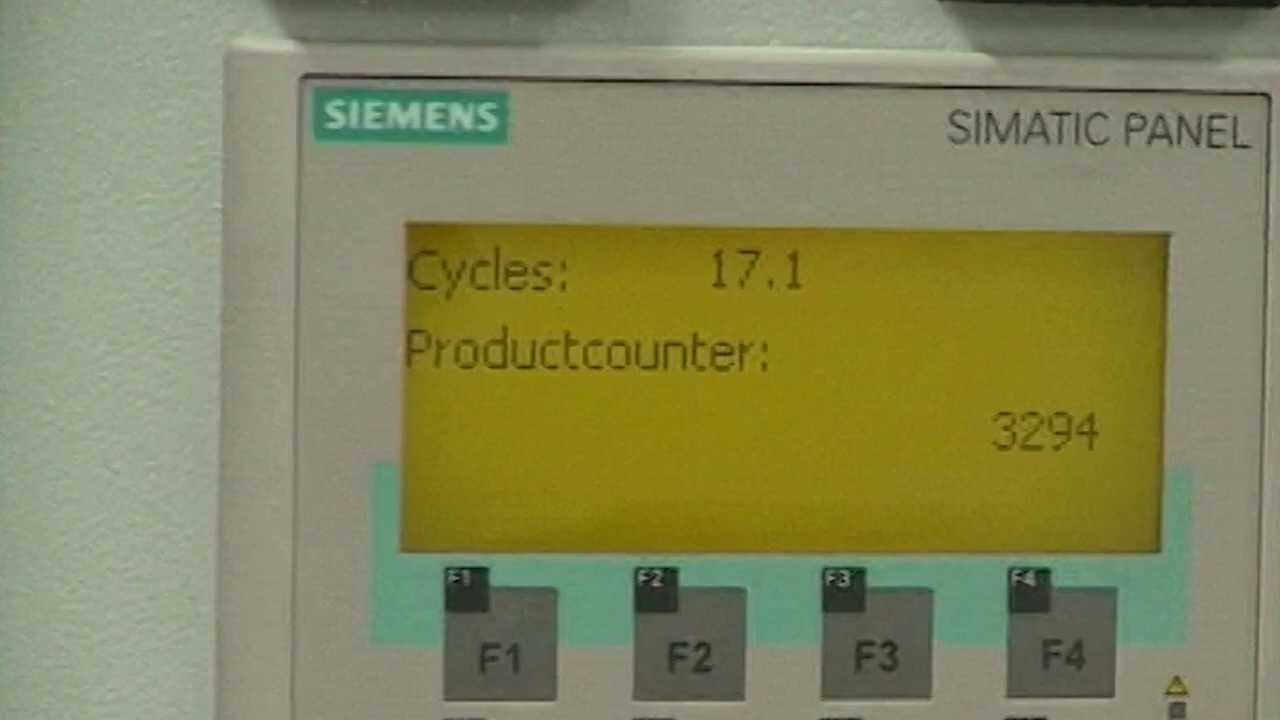 SIEMENS
SIMATIC PANEL
Cycles: 17.1
Productcounter:
3294
F1 F2 F3 F4
F1 F2 F3 F4